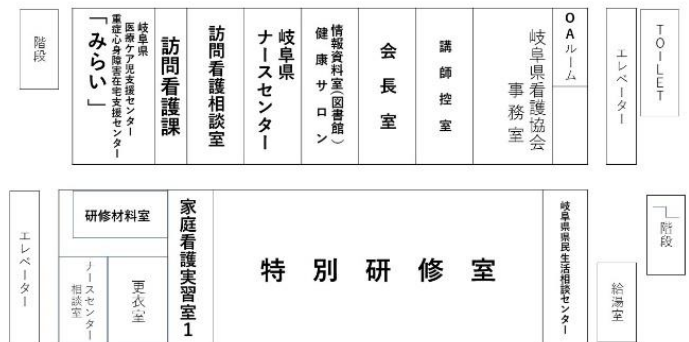 階段
岐阜県
医療的ケア児支援センター
重症心身障害在宅支援センター
「みらい」
訪問看護課
訪問看護相談室
岐阜県
ナースセンター
情報資料室(図書館)
健康サロン
会長室
講師控室
岐阜県看護協会
事務室
OAルーム
エレベーター
TOILET
エレベーター
研修材料室
ナースセンター
相談室
更衣室
家庭看護実習室1
特別研修室
岐阜県県民生活相談センター
階段
給湯室